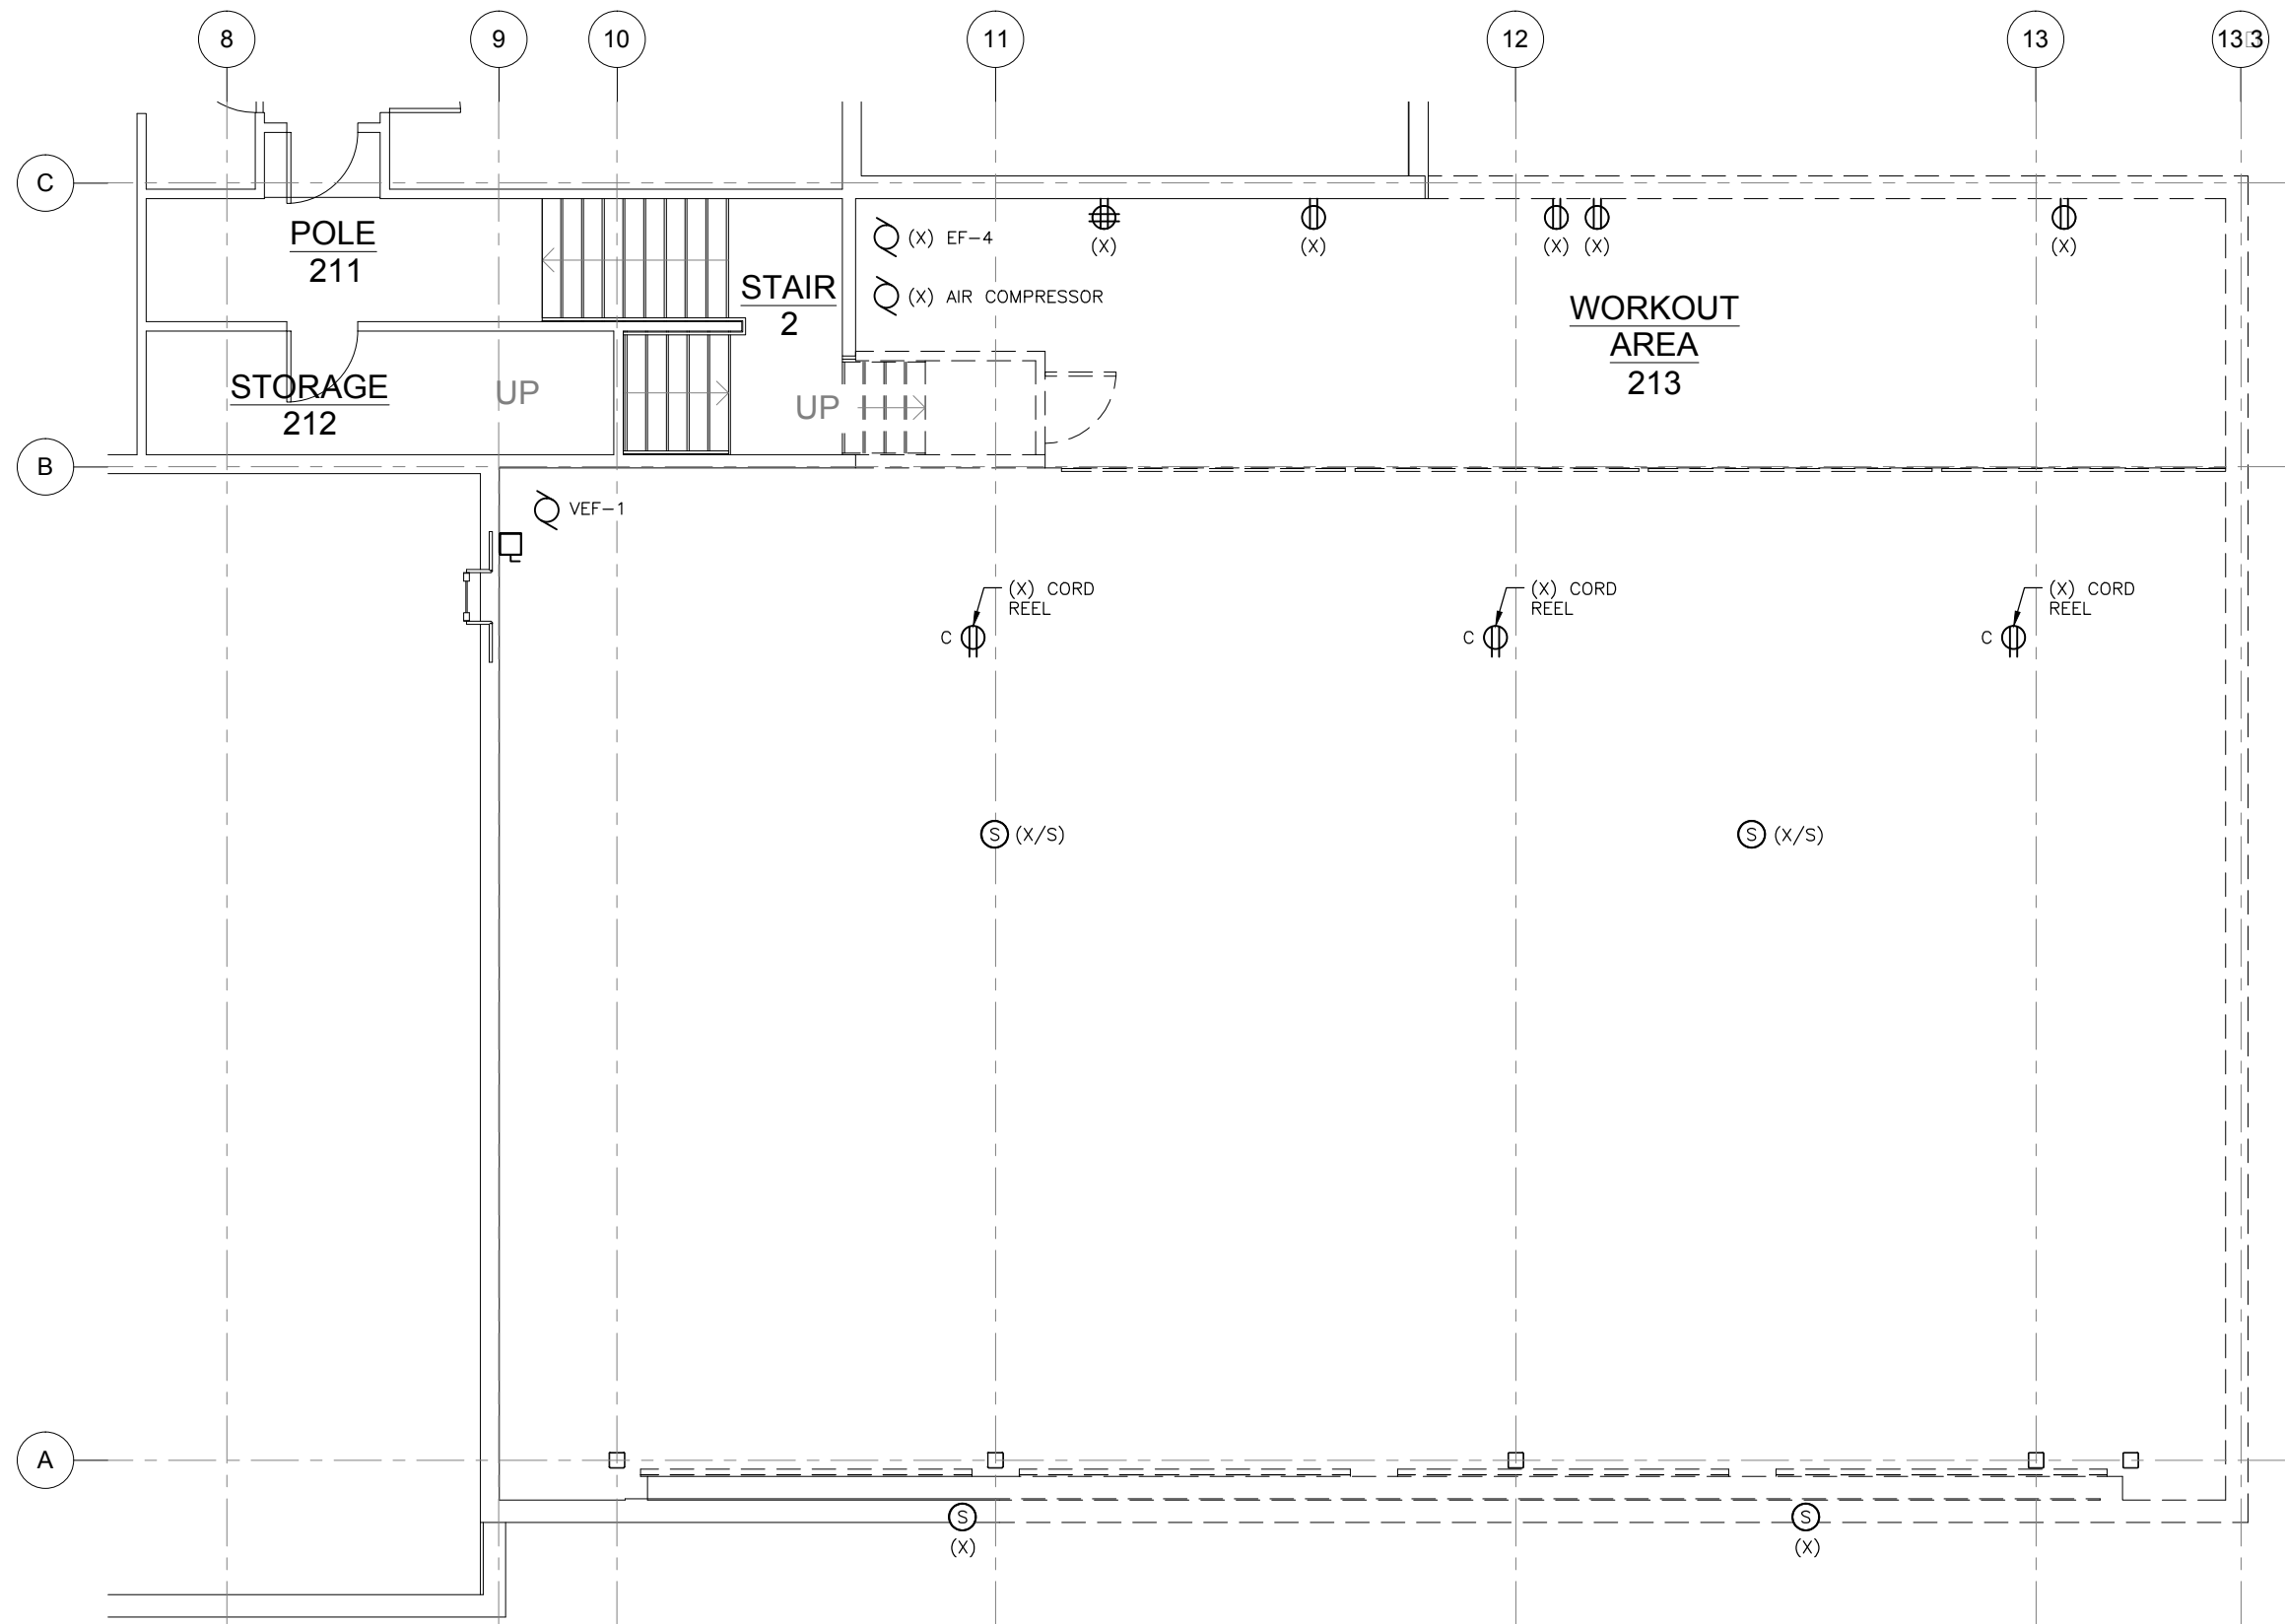 8
9
10
11
12
13
13 3
C
POLE
211
(X) EF-4
(X)
(X)
(X)
(X)
(X)
STAIR
2
(X) AIR COMPRESSOR
WORKOUT
AREA
213
STORAGE
212
UP
UP
B
VEF-1
(X) CORD
REEL
C
(X) CORD
REEL
C
(X) CORD
REEL
C
S (X/S)
S (X/S)
A
S
(X)
S
(X)